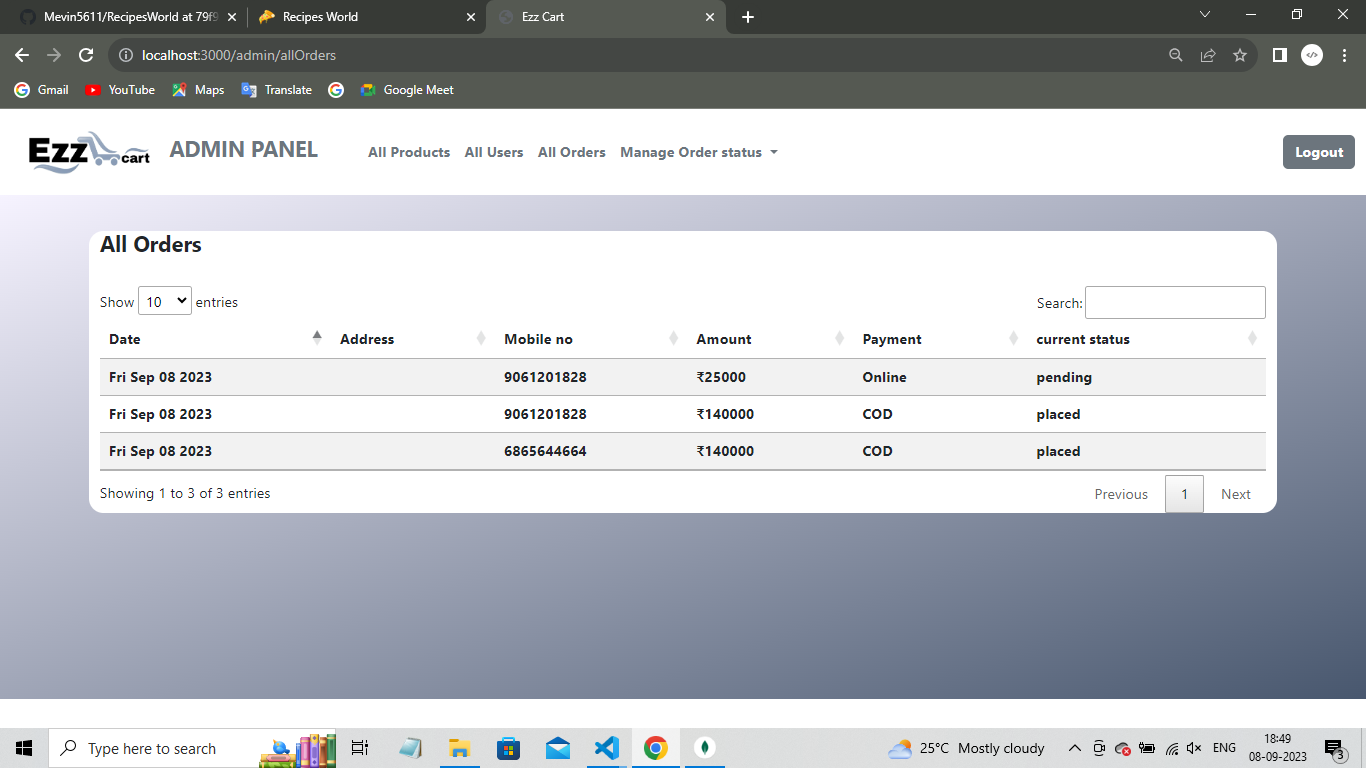 Mevin5611/RecipesWorld at 79f9
Recipes World
Ezz Cart
localhost:3000/admin/allOrders
Gmail
YouTube
Maps
Translate
Google Meet
Ezz cart
ADMIN PANEL
All Products
All Users
All Orders
Manage Order status
Logout
All Orders
Show 10 entries
Search:
Date Address Mobile no Amount Payment current status
Fri Sep 08 2023 9061201828 ₹25000 Online pending
Fri Sep 08 2023 9061201828 ₹140000 COD placed
Fri Sep 08 2023 6865644664 ₹140000 COD placed
Showing 1 to 3 of 3 entries
Previous 1 Next
Type here to search
25°C Mostly cloudy
ENG
18:49
08-09-2023
3